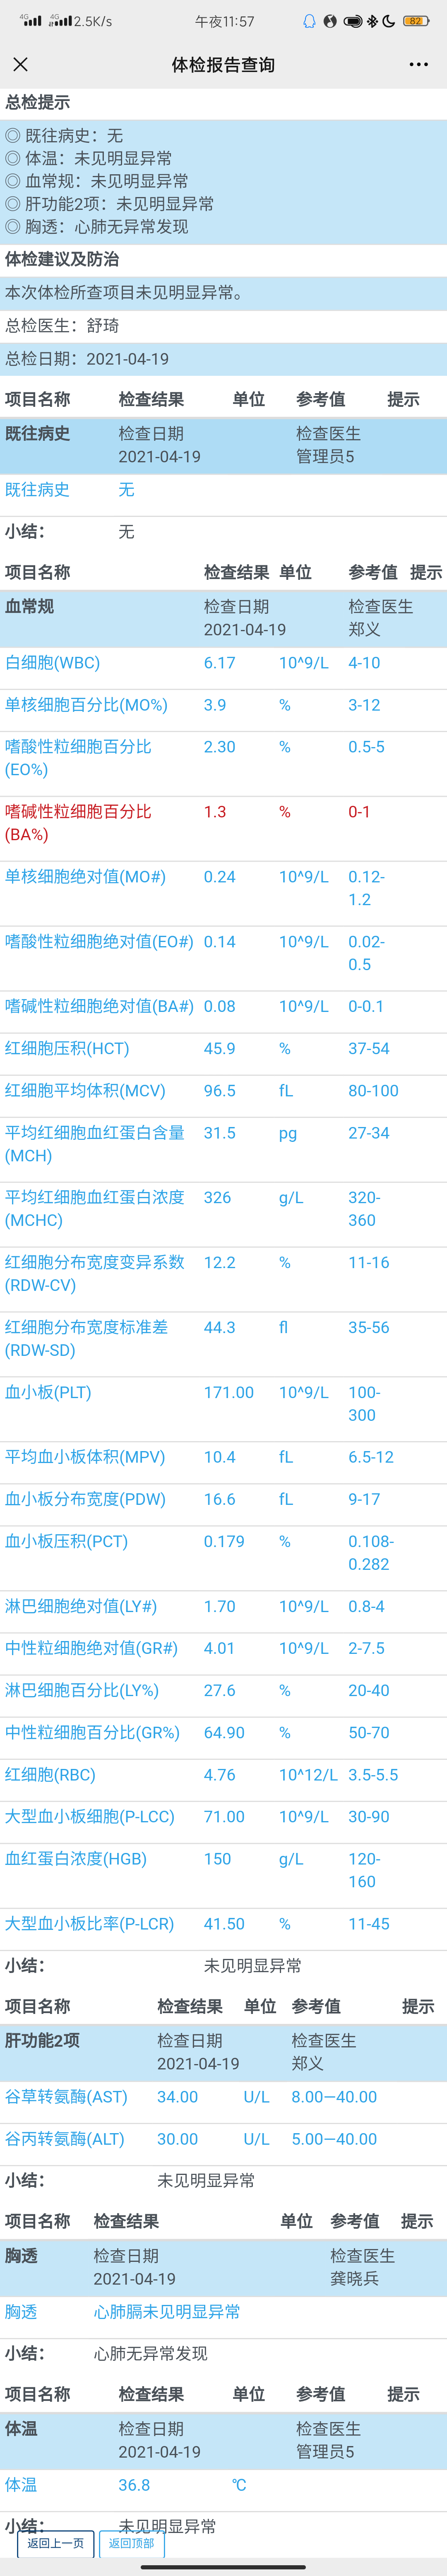 4G 4G 2.5K/s 午夜11:57 82
体检报告查询
总检提示
◎ 既往病史：无
◎ 体温：未见明显异常
◎ 血常规：未见明显异常
◎ 肝功能2项：未见明显异常
◎ 胸透：心肺无异常发现
体检建议及防治
本次体检所查项目未见明显异常。
总检医生：舒琦
总检日期：2021-04-19
项目名称 检查结果 单位 参考值 提示
既往病史 检查日期 检查医生
2021-04-19 管理员5
既往病史 无
小结： 无
项目名称 检查结果 单位 参考值 提示
血常规 检查日期 检查医生
2021-04-19 郑义
白细胞(WBC) 6.17 10^9/L 4-10
单核细胞百分比(MO%) 3.9 % 3-12
嗜酸性粒细胞百分比 2.30 % 0.5-5
(EO%)
嗜碱性粒细胞百分比 1.3 % 0-1
(BA%)
单核细胞绝对值(MO#) 0.24 10^9/L 0.12-
1.2
嗜酸性粒细胞绝对值(EO#) 0.14 10^9/L 0.02-
0.5
嗜碱性粒细胞绝对值(BA#) 0.08 10^9/L 0-0.1
红细胞压积(HCT) 45.9 % 37-54
红细胞平均体积(MCV) 96.5 fL 80-100
平均红细胞血红蛋白含量 31.5 pg 27-34
(MCH)
平均红细胞血红蛋白浓度 326 g/L 320-
(MCHC) 360
红细胞分布宽度变异系数 12.2 % 11-16
(RDW-CV)
红细胞分布宽度标准差 44.3 fl 35-56
(RDW-SD)
血小板(PLT) 171.00 10^9/L 100-
300
平均血小板体积(MPV) 10.4 fL 6.5-12
血小板分布宽度(PDW) 16.6 fL 9-17
血小板压积(PCT) 0.179 % 0.108-
0.282
淋巴细胞绝对值(LY#) 1.70 10^9/L 0.8-4
中性粒细胞绝对值(GR#) 4.01 10^9/L 2-7.5
淋巴细胞百分比(LY%) 27.6 % 20-40
中性粒细胞百分比(GR%) 64.90 % 50-70
红细胞(RBC) 4.76 10^12/L 3.5-5.5
大型血小板细胞(P-LCC) 71.00 10^9/L 30-90
血红蛋白浓度(HGB) 150 g/L 120-
160
大型血小板比率(P-LCR) 41.50 % 11-45
小结： 未见明显异常
项目名称 检查结果 单位 参考值 提示
肝功能2项 检查日期 检查医生
2021-04-19 郑义
谷草转氨酶(AST) 34.00 U/L 8.00—40.00
谷丙转氨酶(ALT) 30.00 U/L 5.00—40.00
小结： 未见明显异常
项目名称 检查结果 单位 参考值 提示
胸透 检查日期 检查医生
2021-04-19 龚晓兵
胸透 心肺膈未见明显异常
小结： 心肺无异常发现
项目名称 检查结果 单位 参考值 提示
体温 检查日期 检查医生
2021-04-19 管理员5
体温 36.8 ℃
小结： 未见明显异常
返回上一页 返回顶部